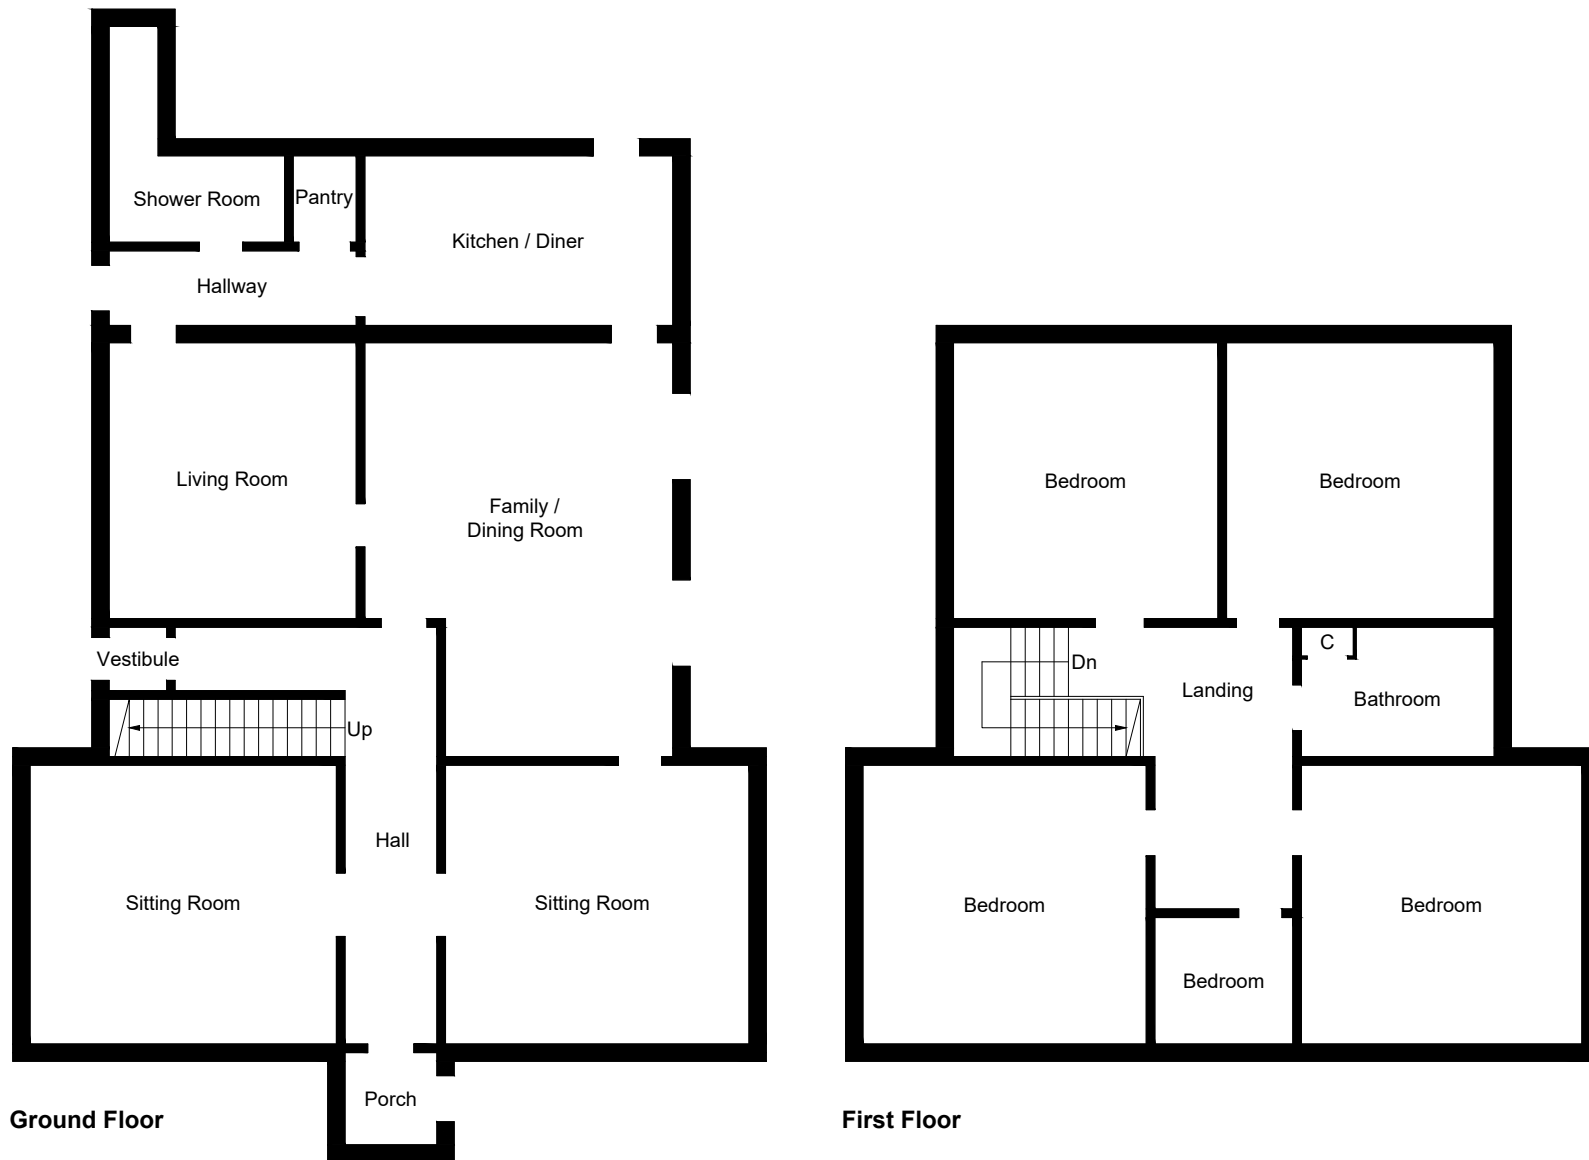 Shower Room
Pantry
Kitchen / Diner
Hallway
Living Room
Family /
Dining Room
Vestibule
Up
Hall
Sitting Room
Sitting Room
Porch
Ground Floor
Bedroom
Bedroom
C
Dn
Landing
Bathroom
Bedroom
Bedroom
Bedroom
First Floor